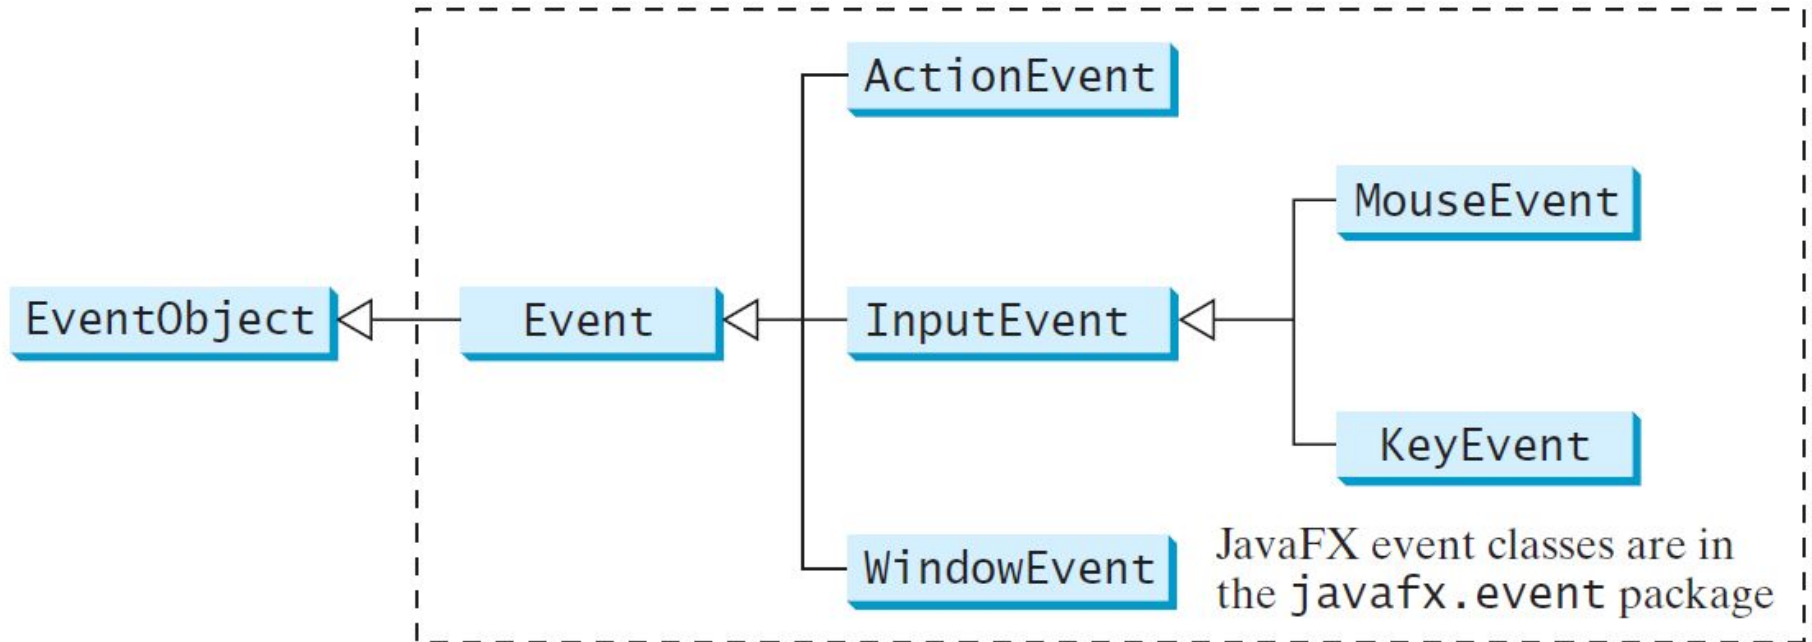 ActionEvent
MouseEvent
EventObject
Event
InputEvent
KeyEvent
WindowEvent
JavaFX event classes are in
the javafx.event package